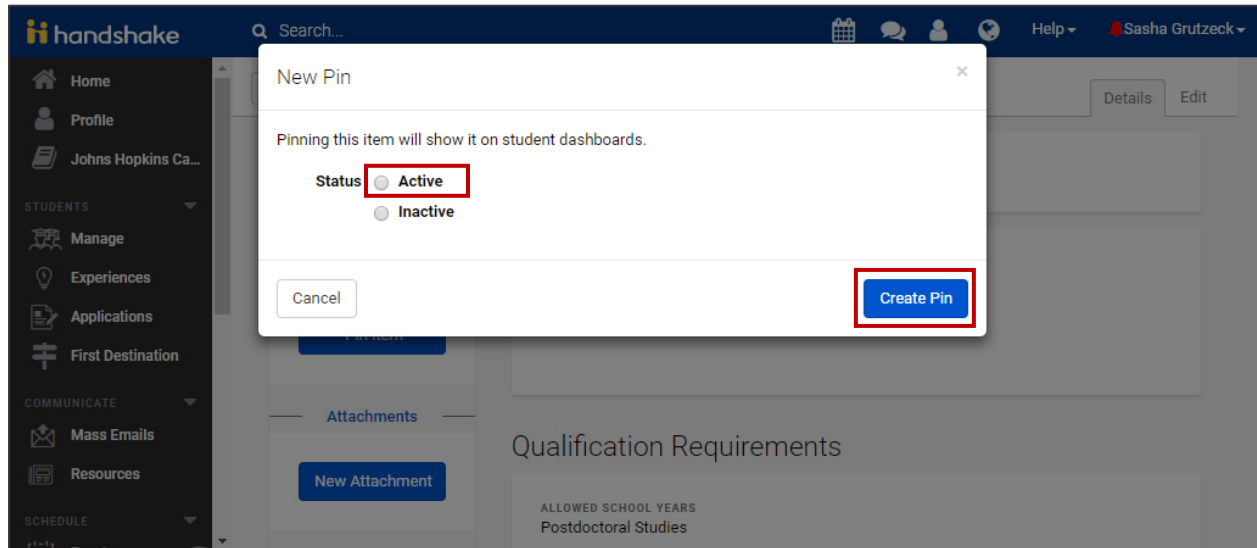 handshake
Search...
Help
Sasha Grutzeck
Home
Profile
Johns Hopkins Ca...
STUDENTS
Manage
Experiences
Applications
First Destination
COMMUNICATE
Mass Emails
Resources
SCHEDULE
New Pin
×
Pinning this item will show it on student dashboards.
Status Active
Inactive
Cancel
Create Pin
Details Edit
Pin Item
Attachments
New Attachment
Qualification Requirements
ALLOWED SCHOOL YEARS
Postdoctoral Studies